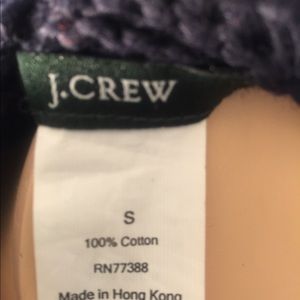 J.CREW
S
100% Cotton
RN77388
Made in Hong Kong